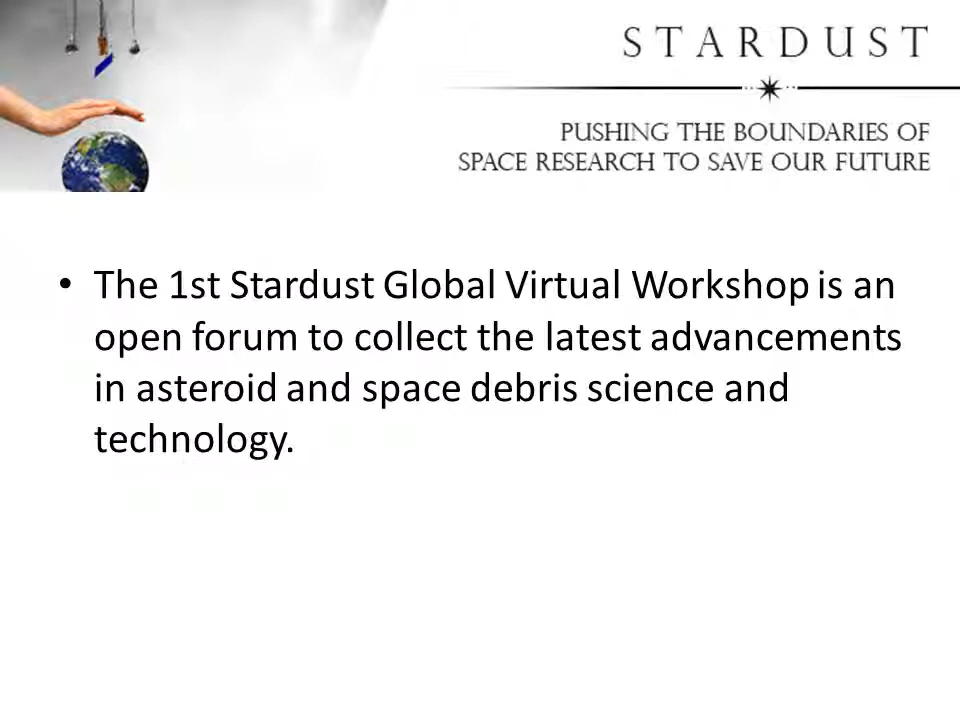 STARDUST
PUSHING THE BOUNDARIES OF
SPACE RESEARCH TO SAVE OUR FUTURE
• The 1st Stardust Global Virtual Workshop is an
open forum to collect the latest advancements
in asteroid and space debris science and
technology.